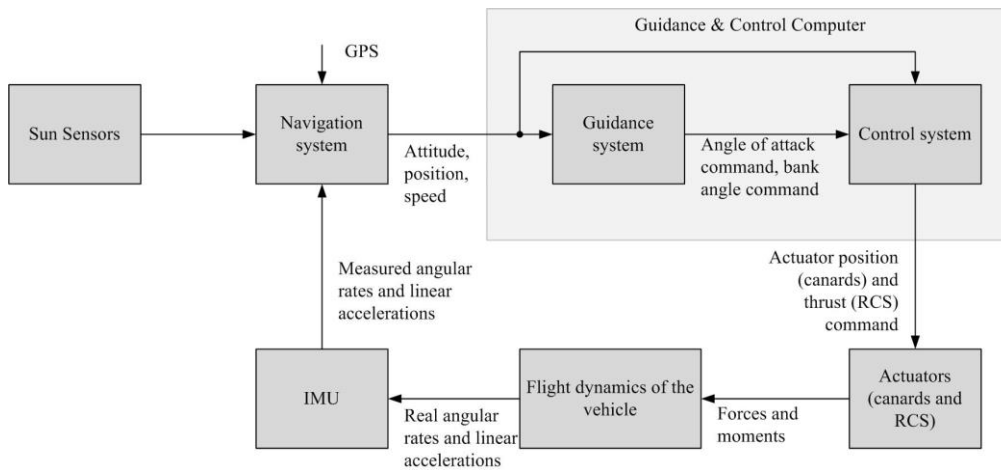 Guidance & Control Computer
GPS
Sun Sensors
Navigation
system
Attitude,
position,
speed
Guidance
system
Angle of attack
command, bank
angle command
Control system
Actuator position
(canards) and
thrust (RCS)
command
Measured angular
rates and linear
accelerations
IMU
Real angular
rates and linear
accelerations
Flight dynamics of the
vehicle
Forces and
moments
Actuators
(canards and
RCS)